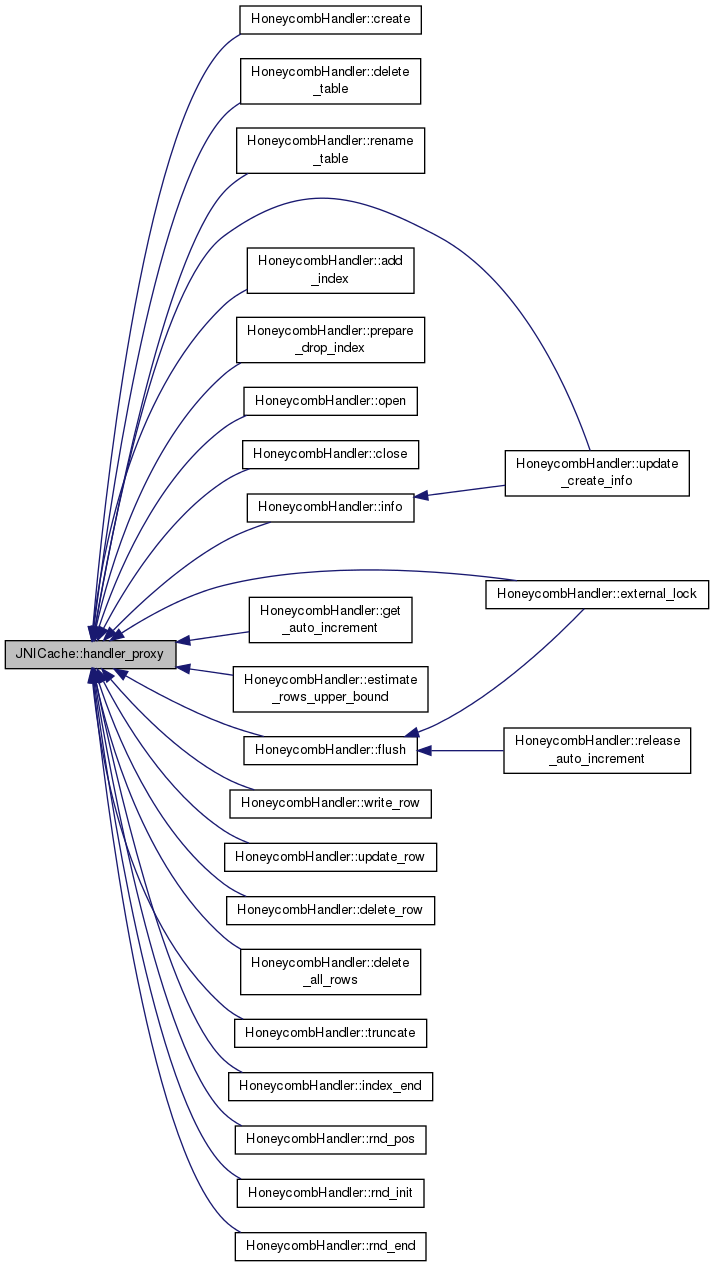 HoneycombHandler::create
HoneycombHandler::delete
_table
HoneycombHandler::rename
_table
HoneycombHandler::add
_index
HoneycombHandler::prepare
_drop_index
HoneycombHandler::open
HoneycombHandler::close
HoneycombHandler::update
_create_info
HoneycombHandler::info
HoneycombHandler::external_lock
HoneycombHandler::get
_auto_increment
JNICache::handler_proxy
HoneycombHandler::estimate
_rows_upper_bound
HoneycombHandler::flush
HoneycombHandler::release
_auto_increment
HoneycombHandler::write_row
HoneycombHandler::update_row
HoneycombHandler::delete_row
HoneycombHandler::delete
_all_rows
HoneycombHandler::truncate
HoneycombHandler::index_end
HoneycombHandler::rnd_pos
HoneycombHandler::rnd_init
HoneycombHandler::rnd_end